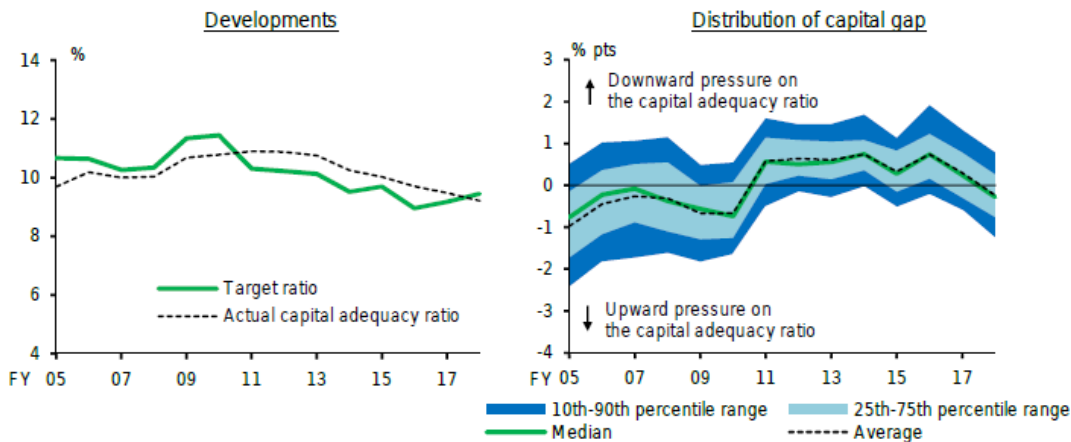 Developments
%
14
12
10
8
6
4
Target ratio
Actual capital adequacy ratio
FY 05 07 09 11 13 15 17
Distribution of capital gap
% pts
3
2
1
0
-1
-2
-3
-4
Downward pressure on
the capital adequacy ratio
Upward pressure on
the capital adequacy ratio
FY 05 07 09 11 13 15 17
10th-90th percentile range
25th-75th percentile range
Median
Average